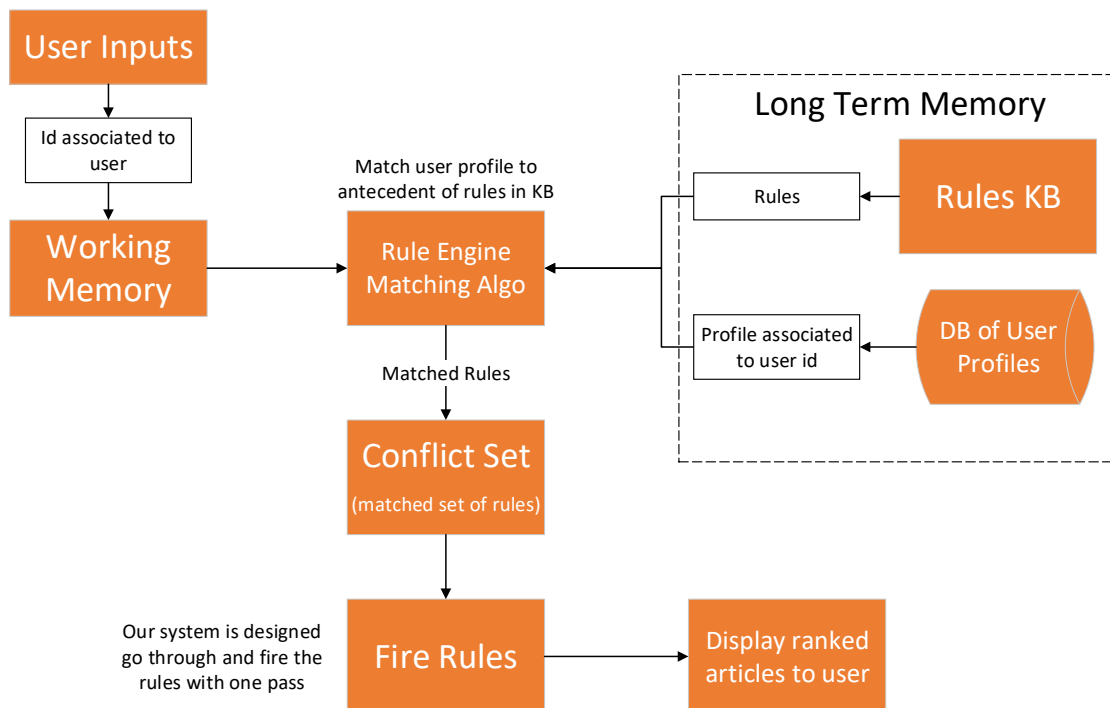 User Inputs
Id associated to
user
Working
Memory
Match user profile to
antecedent of rules in KB
Rule Engine
Matching Algo
Long Term Memory
Rules
Rules KB
Profile associated
to user id
DB of User
Profiles
Matched Rules
Conflict Set
(matched set of rules)
Our system is designed
go through and fire the
rules with one pass
Fire Rules
Display ranked
articles to user